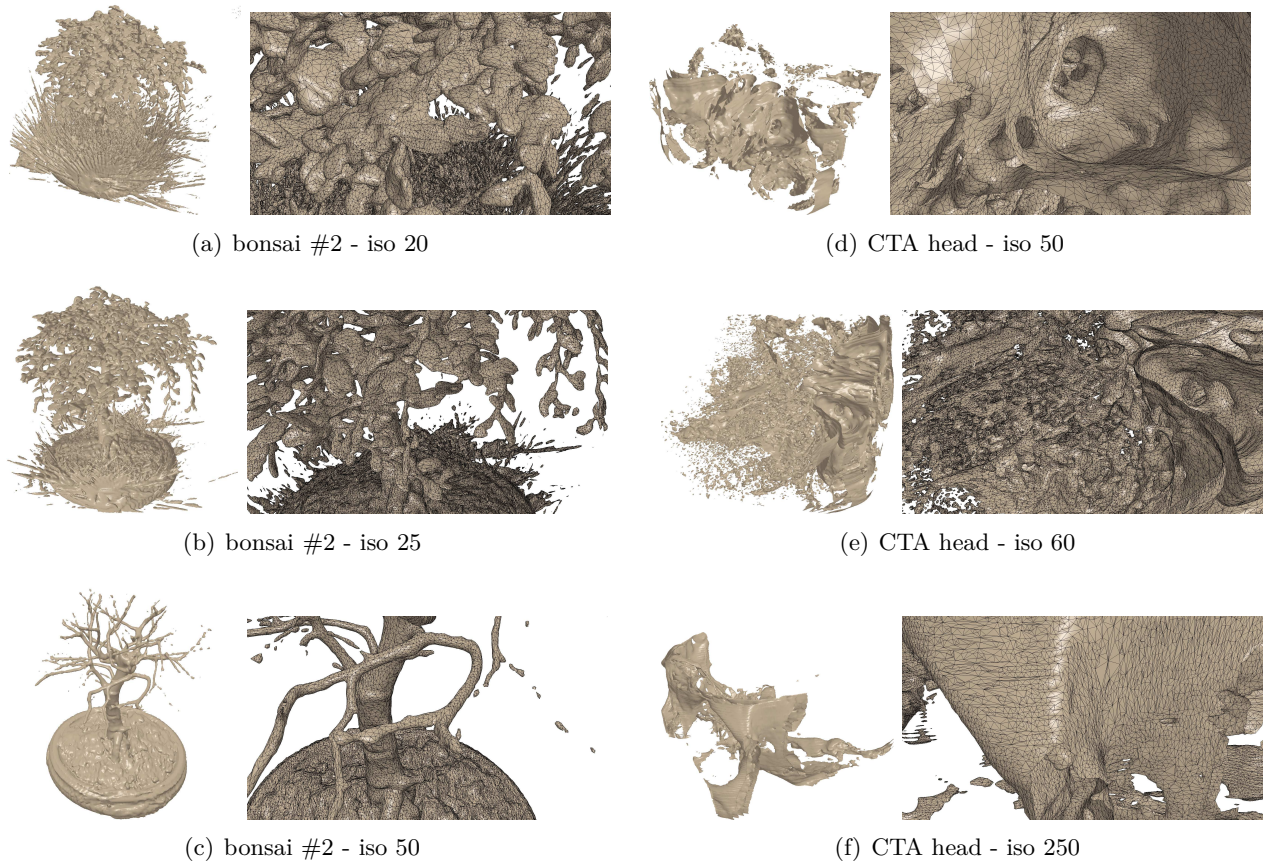 (a) bonsai #2 - iso 20
(d) CTA head - iso 50
(b) bonsai #2 - iso 25
(e) CTA head - iso 60
(c) bonsai #2 - iso 50
(f) CTA head - iso 250